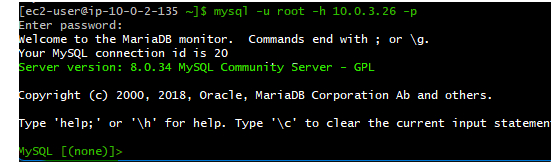 [ec2-user@ip-10-0-2-135 ~]$ mysql -u root -h 10.0.3.26 -p
Enter password:
Welcome to the MariaDB monitor.  Commands end with ; or \g.
Your MySQL connection id is 20
Server version: 8.0.34 MySQL Community Server - GPL
Copyright (c) 2000, 2018, Oracle, MariaDB Corporation Ab and others.
Type 'help;' or '\h' for help. Type '\c' to clear the current input statemen
MySQL [(none)]>